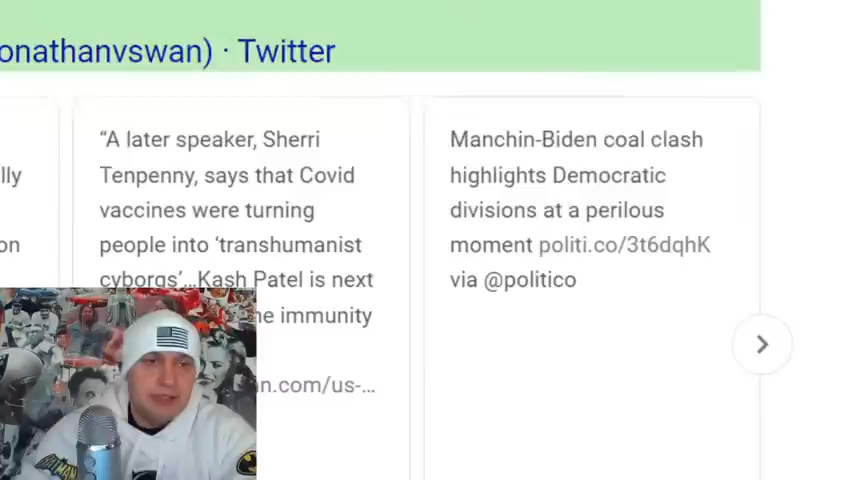 onathanvswan) · Twitter
lly
on
“A later speaker, Sherri
Tenpenny, says that Covid
vaccines were turning
people into ‘transhumanist
cyborgs’...Kash Patel is next
immunity
n.com/us-...
Manchin-Biden coal clash
highlights Democratic
divisions at a perilous
moment politi.co/3t6dqhK
via @politico